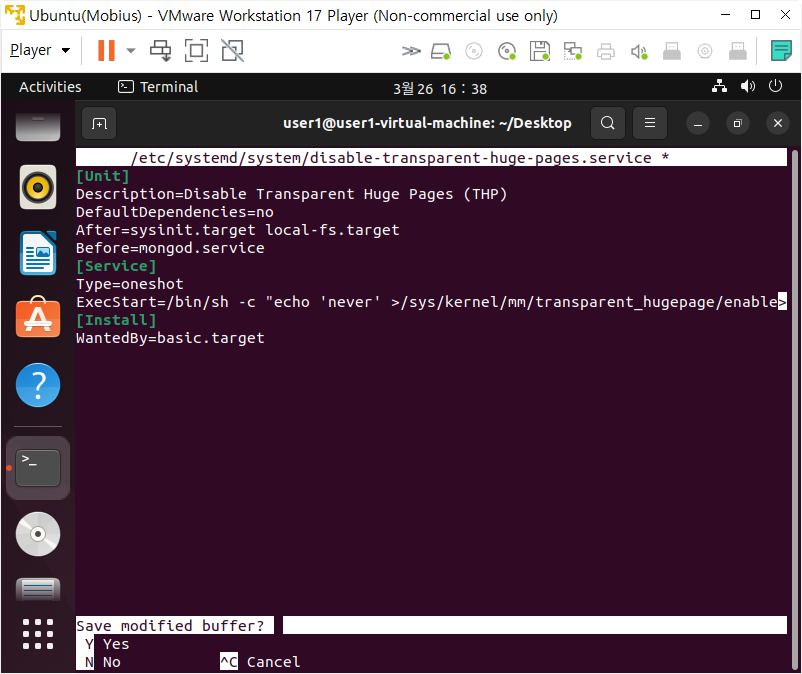 Ubuntu(Mobius) - VMware Workstation 17 Player (Non-commercial use only)
Player
Activities Terminal 3월 26 16 : 38
user1@user1-virtual-machine: ~/Desktop
/etc/systemd/system/disable-transparent-huge-pages.service *
[Unit]
Description=Disable Transparent Huge Pages (THP)
DefaultDependencies=no
After=sysinit.target local-fs.target
Before=mongod.service
[Service]
Type=oneshot
ExecStart=/bin/sh -c "echo 'never' >/sys/kernel/mm/transparent_hugepage/enable>
[Install]
WantedBy=basic.target
Save modified buffer?
Y Yes
N No ^C Cancel